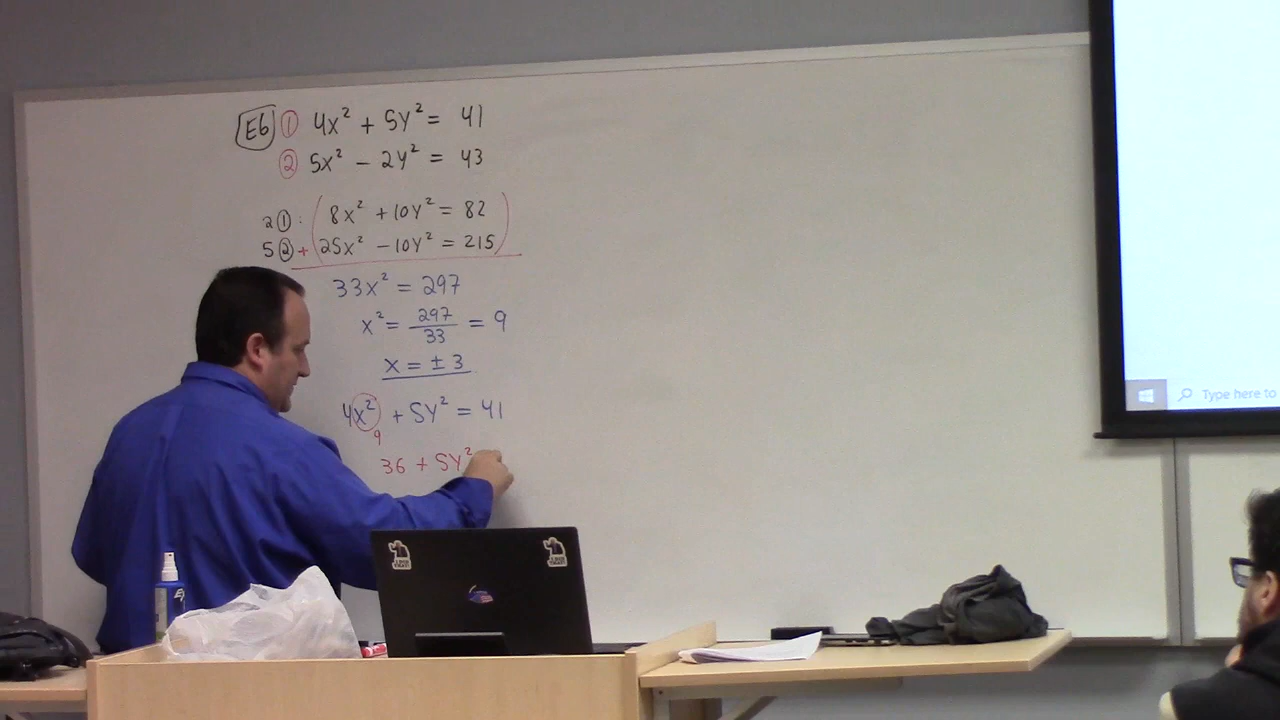 E6 ① 4x² + 5y² = 41
② 5x² - 2y² = 43
2①: 8x² + 10y² = 82
5② + 25x² - 10y² = 215
33x² = 297
x² = 297/33 = 9
x = ± 3
4x² + 5y² = 41
9
36 + 5y²
Type here to